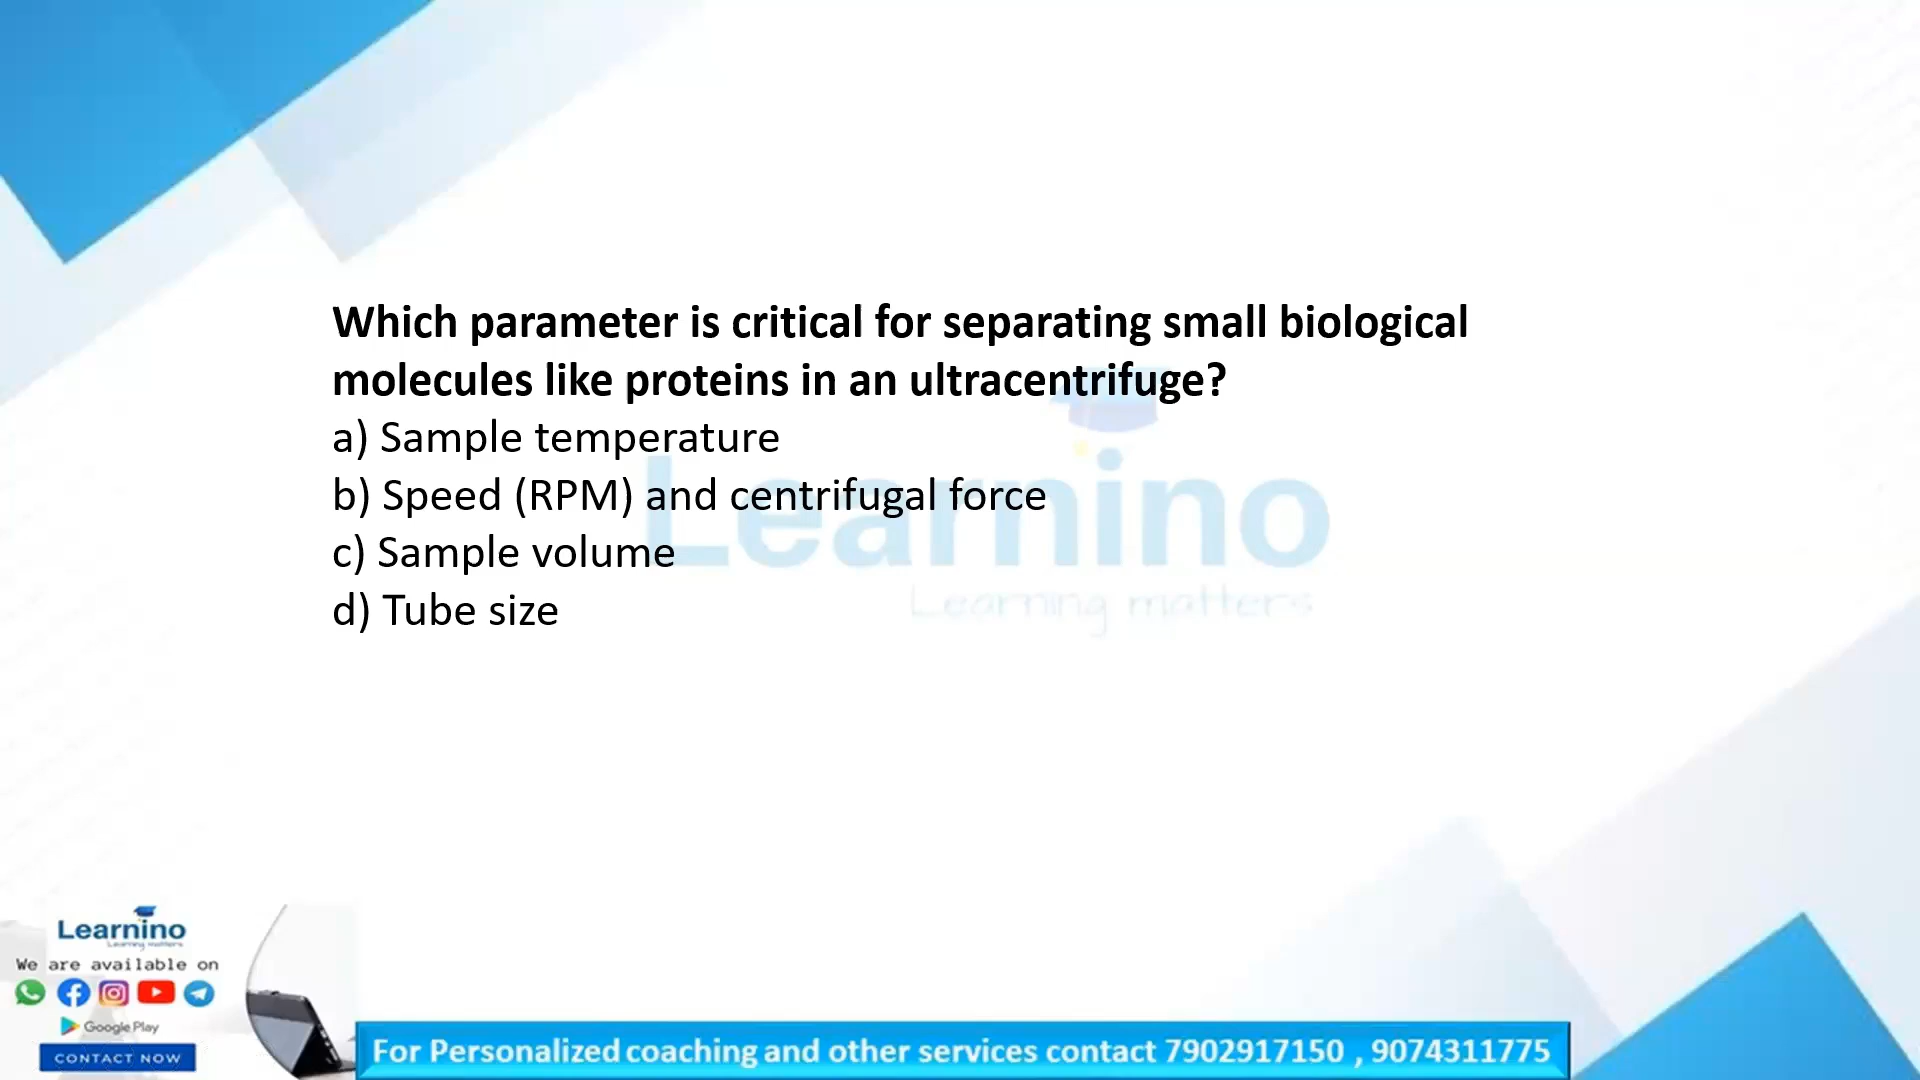 Which parameter is critical for separating small biological
molecules like proteins in an ultracentrifuge?
a) Sample temperature
b) Speed (RPM) and centrifugal force
c) Sample volume
d) Tube size
Learnino
Learning matters
Learnino
Learning matters
We are available on
Google Play
CONTACT NOW
For Personalized coaching and other services contact 7902917150 , 9074311775